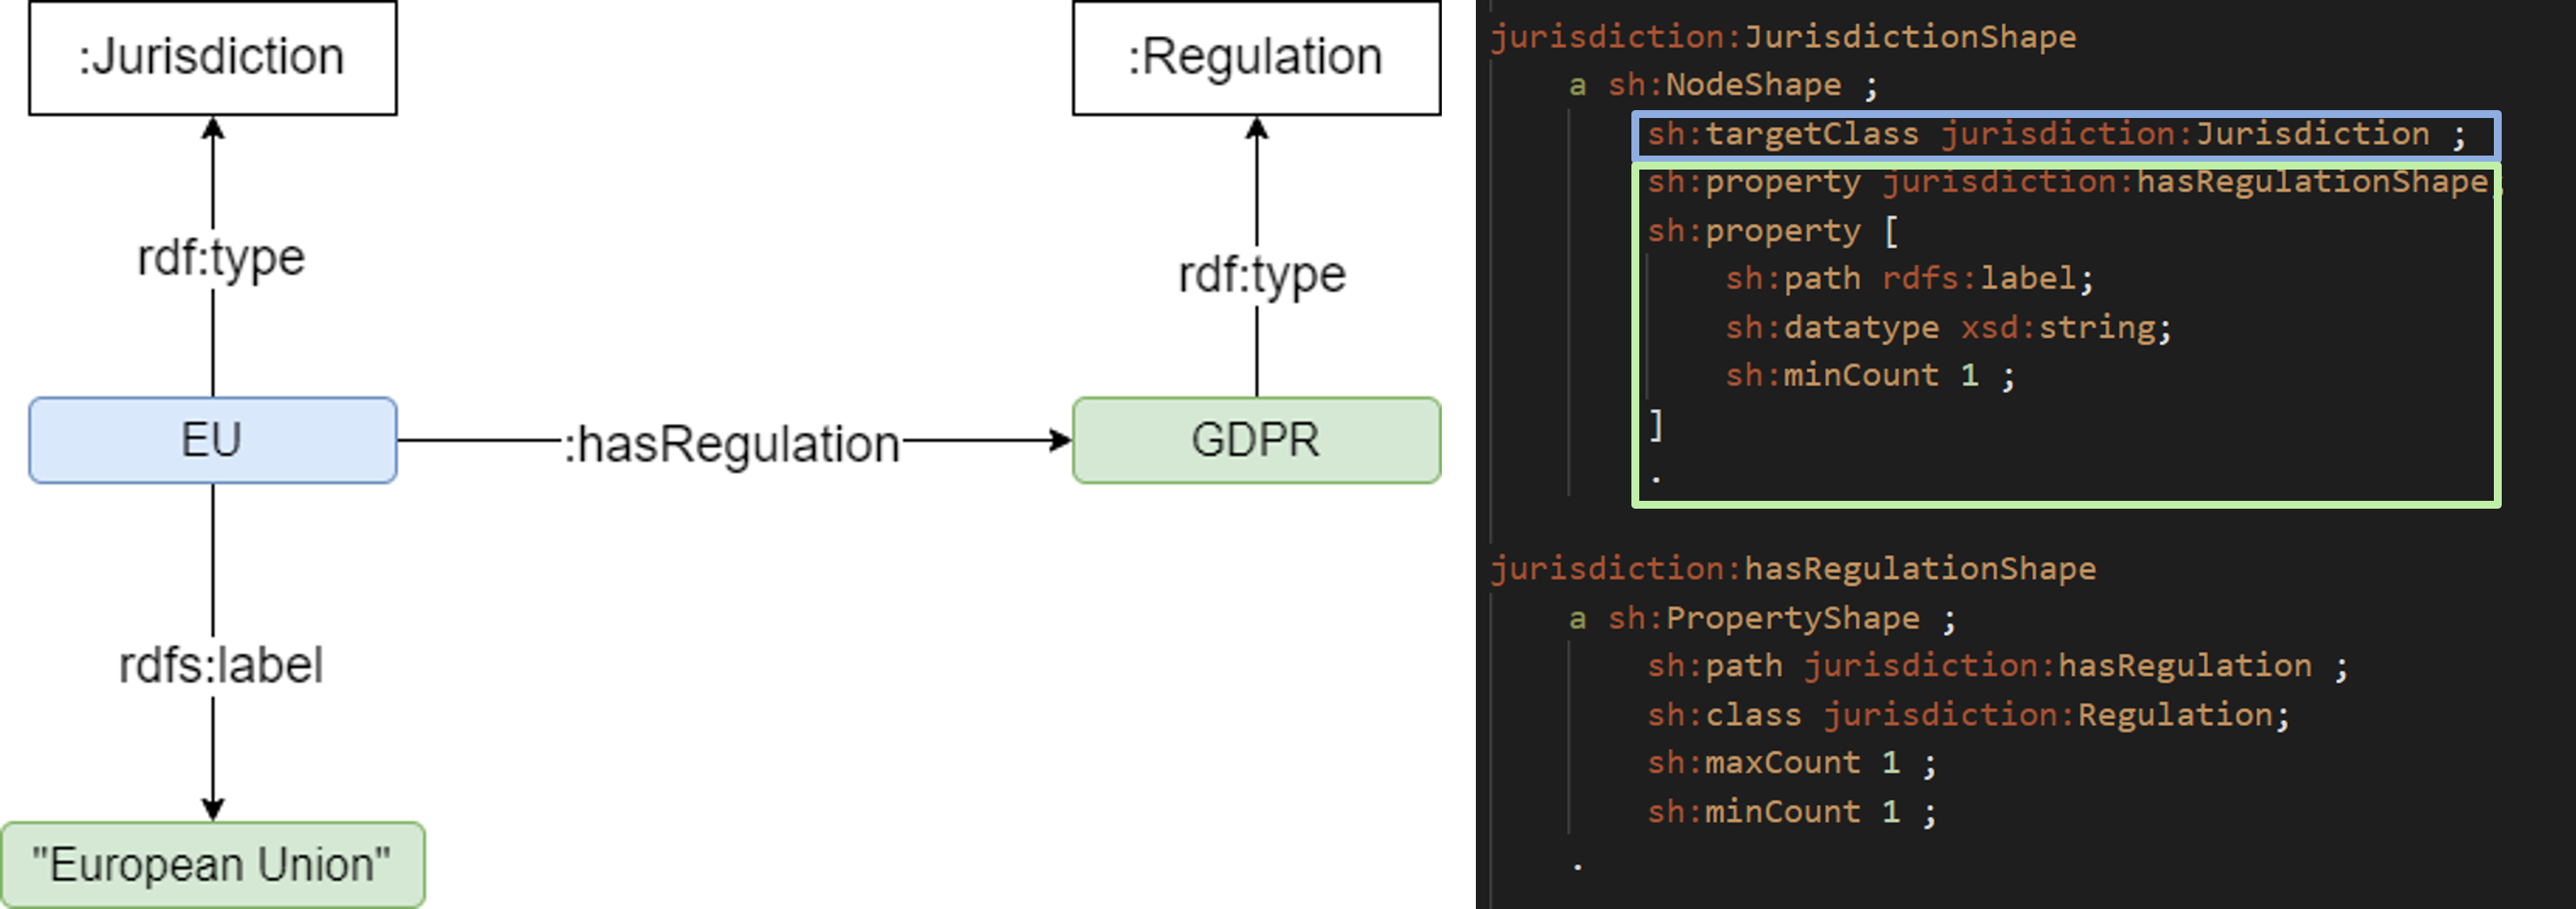 :Jurisdiction
:Regulation
rdf:type
rdf:type
EU
:hasRegulation
GDPR
rdfs:label
"European Union"
jurisdiction:JurisdictionShape
a sh:NodeShape ;
sh:targetClass jurisdiction:Jurisdiction ;
sh:property jurisdiction:hasRegulationShape;
sh:property [
sh:path rdfs:label;
sh:datatype xsd:string;
sh:minCount 1 ;
]
.
jurisdiction:hasRegulationShape
a sh:PropertyShape ;
sh:path jurisdiction:hasRegulation ;
sh:class jurisdiction:Regulation;
sh:maxCount 1 ;
sh:minCount 1 ;
.